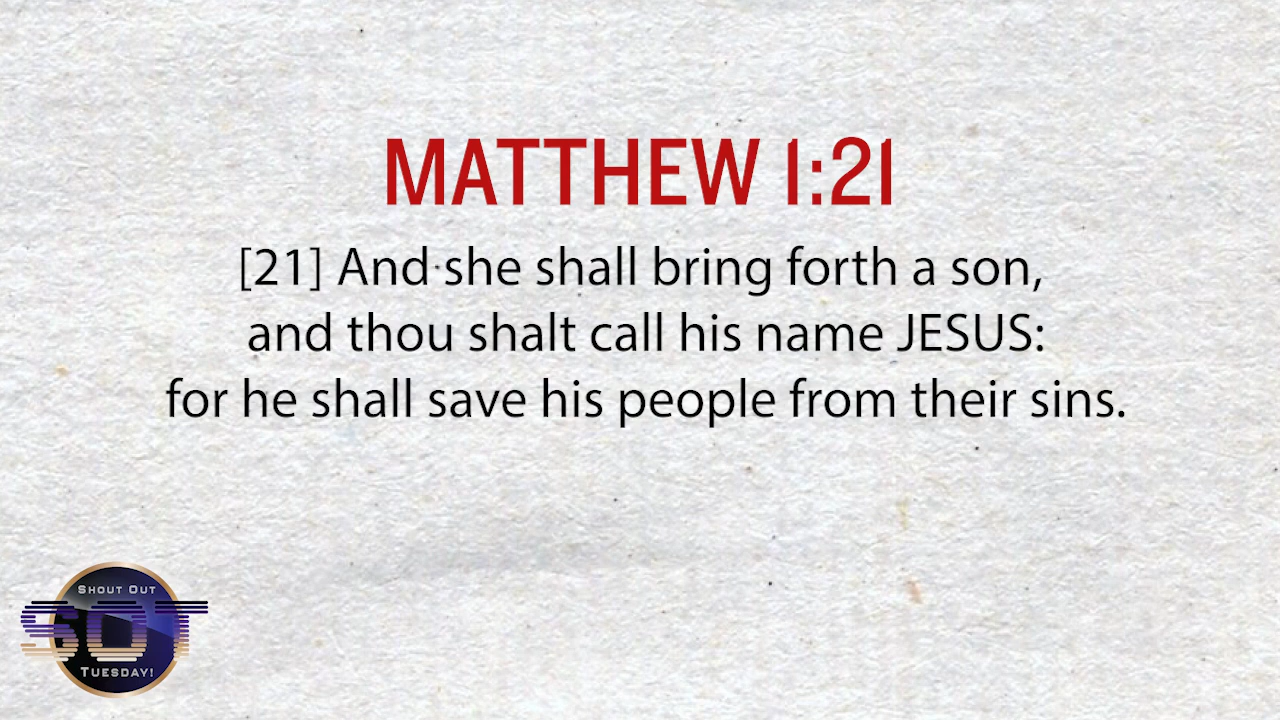 MATTHEW 1:21
[21] And she shall bring forth a son,
and thou shalt call his name JESUS:
for he shall save his people from their sins.
SHOUT OUT
SOT
TUESDAY!